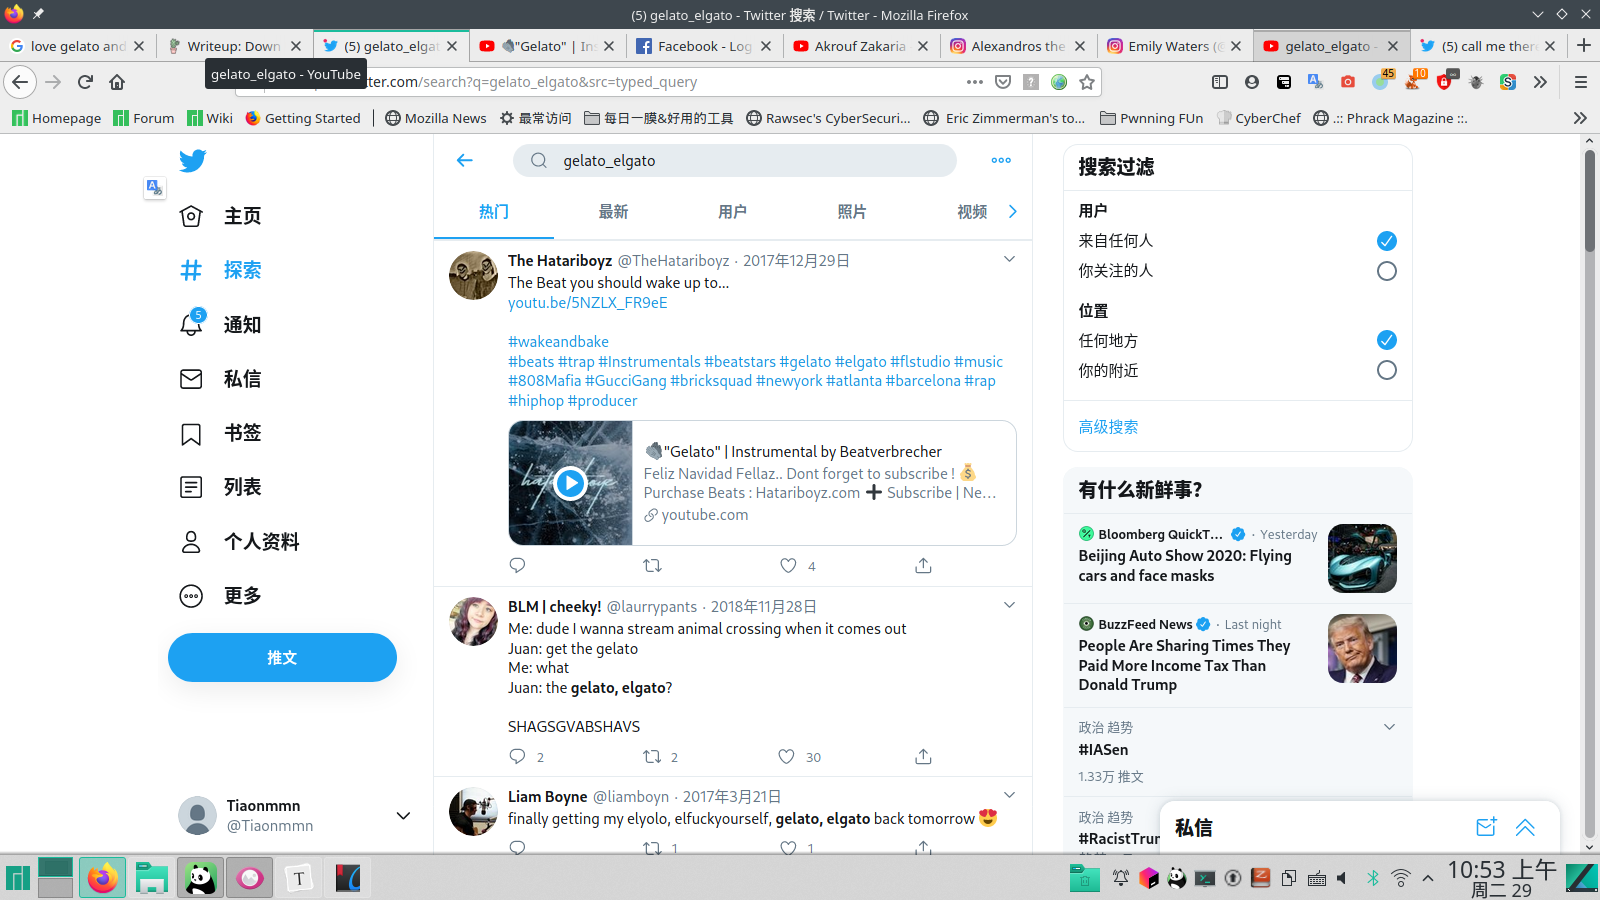 (5) gelato_elgato - Twitter 搜索 / Twitter - Mozilla Firefox
love gelato and
Writeup: Down
(5) gelato_elgat
"Gelato" | Ins
Facebook - Log
Akrouf Zakaria
Alexandros the
Emily Waters (@
gelato_elgato -
(5) call me ther
gelato_elgato - YouTube
ter.com/search?q=gelato_elgato&src=typed_query
45
10
Homepage
Forum
Wiki
Getting Started
Mozilla News
最常访问
每日一膜&好用的工具
Rawsec's CyberSecuri...
Eric Zimmerman's to...
Pwnning FUn
CyberChef
.:: Phrack Magazine ::.
主页
探索
5
通知
私信
书签
列表
个人资料
更多
推文
Tiaonmmn
@Tiaonmmn
gelato_elgato
热门
最新
用户
照片
视频
The Hatariboyz @TheHatariboyz · 2017年12月29日
The Beat you should wake up to...
youtu.be/5NZLX_FR9eE
#wakeandbake
#beats #trap #Instrumentals #beatstars #gelato #elgato #flstudio #music
#808Mafia #GucciGang #bricksquad #newyork #atlanta #barcelona #rap
#hiphop #producer
"Gelato" | Instrumental by Beatverbrecher
Feliz Navidad Fellaz.. Dont forget to subscribe !
Purchase Beats : Hatariboyz.com ➕ Subscribe | Ne...
youtube.com
4
BLM | cheeky! @laurrypants · 2018年11月28日
Me: dude I wanna stream animal crossing when it comes out
Juan: get the gelato
Me: what
Juan: the gelato, elgato?
SHAGSGVABSHAVS
2
2
30
Liam Boyne @liamboyn · 2017年3月21日
finally getting my elyolo, elfuckyourself, gelato, elgato back tomorrow 😍
1
1
搜索过滤
用户
来自任何人
你关注的人
位置
任何地方
你的附近
高级搜索
有什么新鲜事?
Bloomberg QuickT... · Yesterday
Beijing Auto Show 2020: Flying
cars and face masks
BuzzFeed News · Last night
People Are Sharing Times They
Paid More Income Tax Than
Donald Trump
政治 趋势
#IASen
1.33万 推文
政治 趋势
#RacistTrum
私信
10:53 上午
周二 29